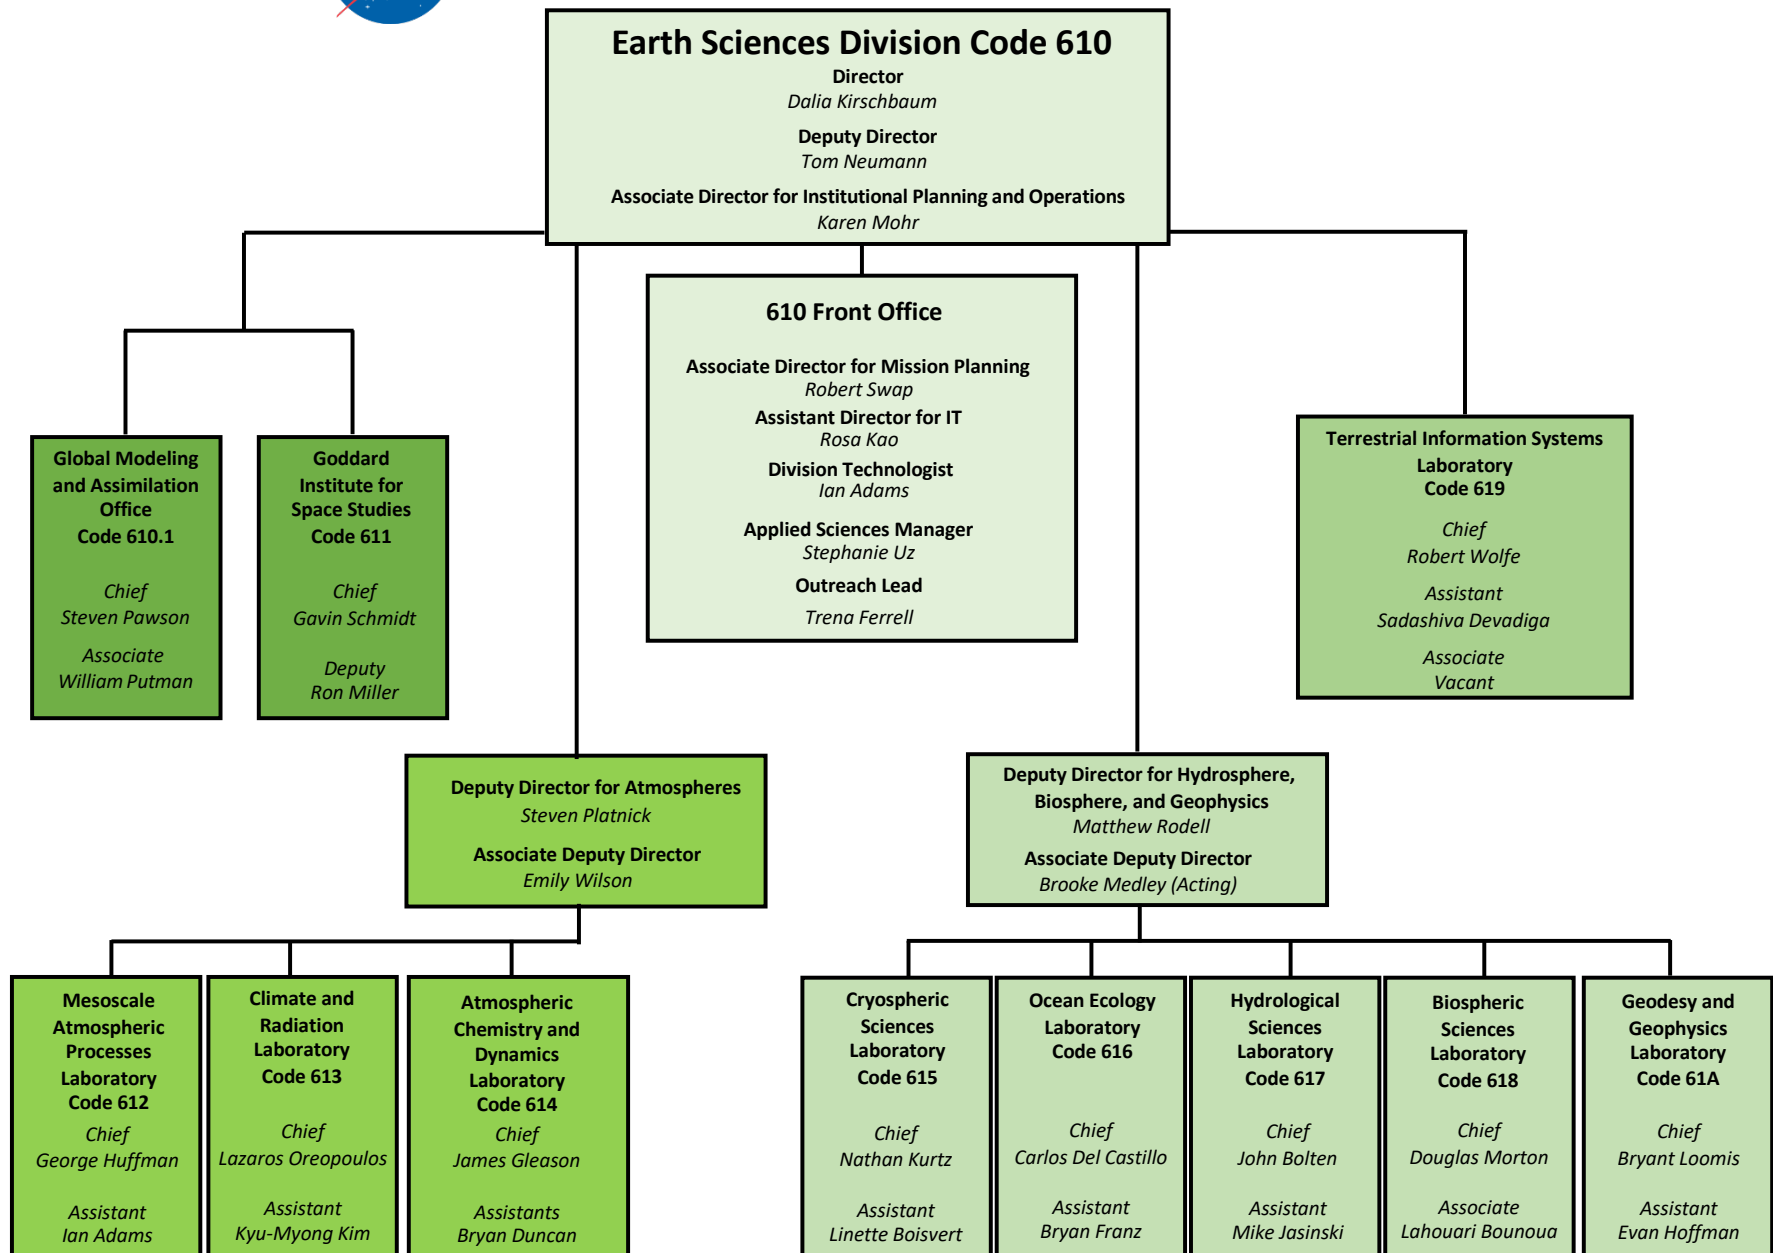 Earth Sciences Division Code 610
Director
Dalia Kirschbaum
Deputy Director
Tom Neumann
Associate Director for Institutional Planning and Operations
Karen Mohr
610 Front Office
Associate Director for Mission Planning
Robert Swap
Assistant Director for IT
Rosa Kao
Division Technologist
Ian Adams
Applied Sciences Manager
Stephanie Uz
Outreach Lead
Trena Ferrell
Global Modeling
and Assimilation
Office
Code 610.1
Chief
Steven Pawson
Associate
William Putman
Goddard
Institute for
Space Studies
Code 611
Chief
Gavin Schmidt
Deputy
Ron Miller
Terrestrial Information Systems
Laboratory
Code 619
Chief
Robert Wolfe
Assistant
Sadashiva Devadiga
Associate
Vacant
Deputy Director for Atmospheres
Steven Platnick
Associate Deputy Director
Emily Wilson
Deputy Director for Hydrosphere,
Biosphere, and Geophysics
Matthew Rodell
Associate Deputy Director
Brooke Medley (Acting)
Mesoscale
Atmospheric
Processes
Laboratory
Code 612
Chief
George Huffman
Assistant
Ian Adams
Climate and
Radiation
Laboratory
Code 613
Chief
Lazaros Oreopoulos
Assistant
Kyu-Myong Kim
Atmospheric
Chemistry and
Dynamics
Laboratory
Code 614
Chief
James Gleason
Assistants
Bryan Duncan
Cryospheric
Sciences
Laboratory
Code 615
Chief
Nathan Kurtz
Assistant
Linette Boisvert
Ocean Ecology
Laboratory
Code 616
Chief
Carlos Del Castillo
Assistant
Bryan Franz
Hydrological
Sciences
Laboratory
Code 617
Chief
John Bolten
Assistant
Mike Jasinski
Biospheric
Sciences
Laboratory
Code 618
Chief
Douglas Morton
Associate
Lahouari Bounoua
Geodesy and
Geophysics
Laboratory
Code 61A
Chief
Bryant Loomis
Assistant
Evan Hoffman